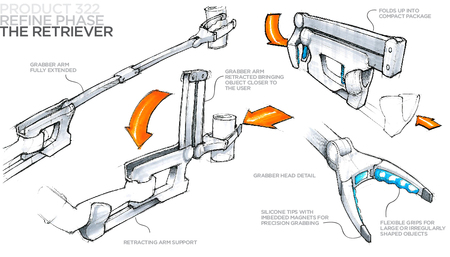 PRODUCT 322
REFINE PHASE
THE RETRIEVER
FOLDS UP INTO
COMPACT PACKAGE
GRABBER ARM
FULLY EXTENDED
GRABBER ARM
RETRACTED BRINGING
OBJECT CLOSER TO
THE USER
GRABBER HEAD DETAIL
SILICONE TIPS WITH
IMBEDDED MAGNETS FOR
PRECISION GRABBING
FLEXIBLE GRIPS FOR
LARGE OR IRREGULARLY
SHAPED OBJECTS
RETRACTING ARM SUPPORT